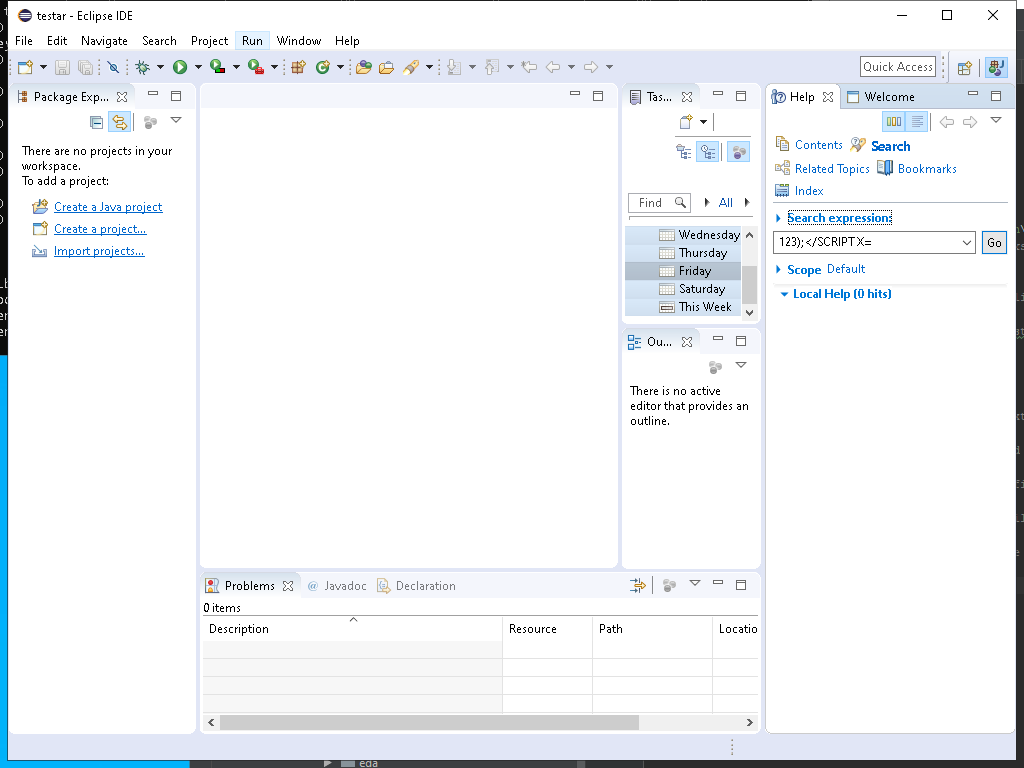 testar - Eclipse IDE
File Edit Navigate Search Project Run Window Help
Quick Access
Package Exp...
There are no projects in your
workspace.
To add a project:
Create a Java project
Create a project...
Import projects...
Tas...
Find
All
Wednesday
Thursday
Friday
Saturday
This Week
Ou...
There is no active
editor that provides an
outline.
Help Welcome
Contents Search
Related Topics Bookmarks
Index
Search expression:
123);</SCRIPT X=
Go
Scope Default
Local Help (0 hits)
Problems @ Javadoc Declaration
0 items
Description Resource Path Locatio
eda